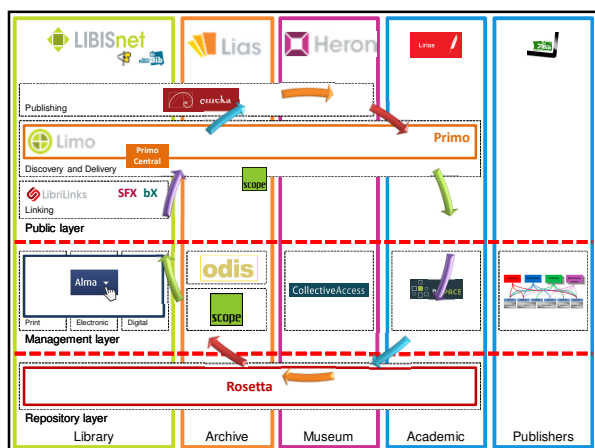 LIBISnet
Lias
Heron
Lirias
Publishing
omeka
Limo
Primo
Primo
Central
Discovery and Delivery
scope
LibriLinks
SFX bX
Linking
Public layer
Alma
odis
scope
CollectiveAccess
Print
Electronic
Digital
Management layer
Rosetta
Repository layer
Library
Archive
Museum
Academic
Publishers